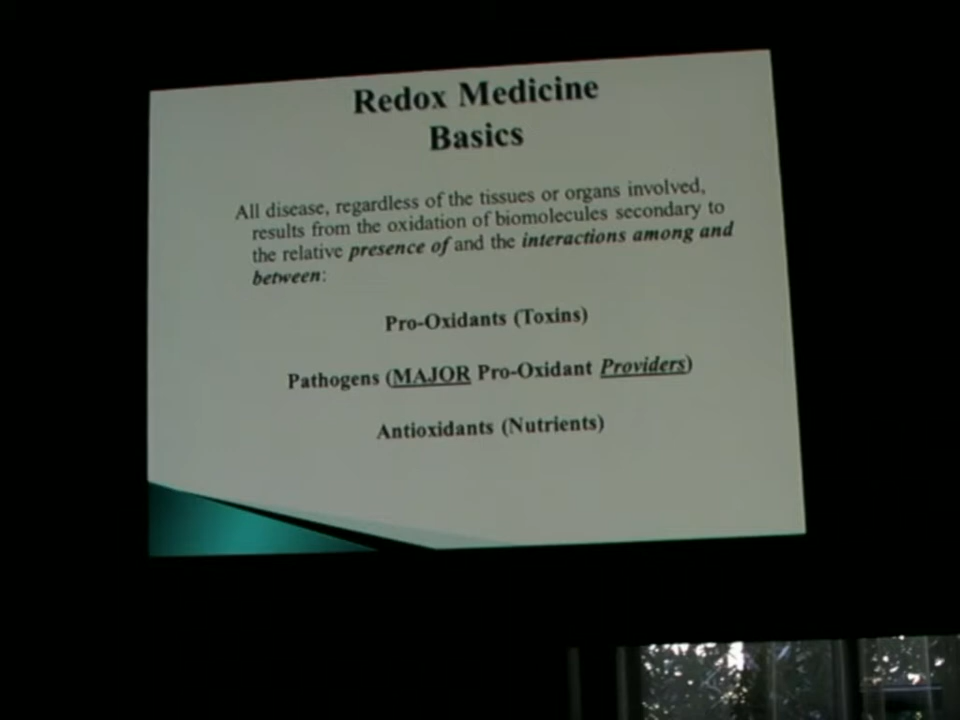 Redox Medicine
Basics
All disease, regardless of the tissues or organs involved,
results from the oxidation of biomolecules secondary to
the relative presence of and the interactions among and
between:
Pro-Oxidants (Toxins)
Pathogens (MAJOR Pro-Oxidant Providers)
Antioxidants (Nutrients)